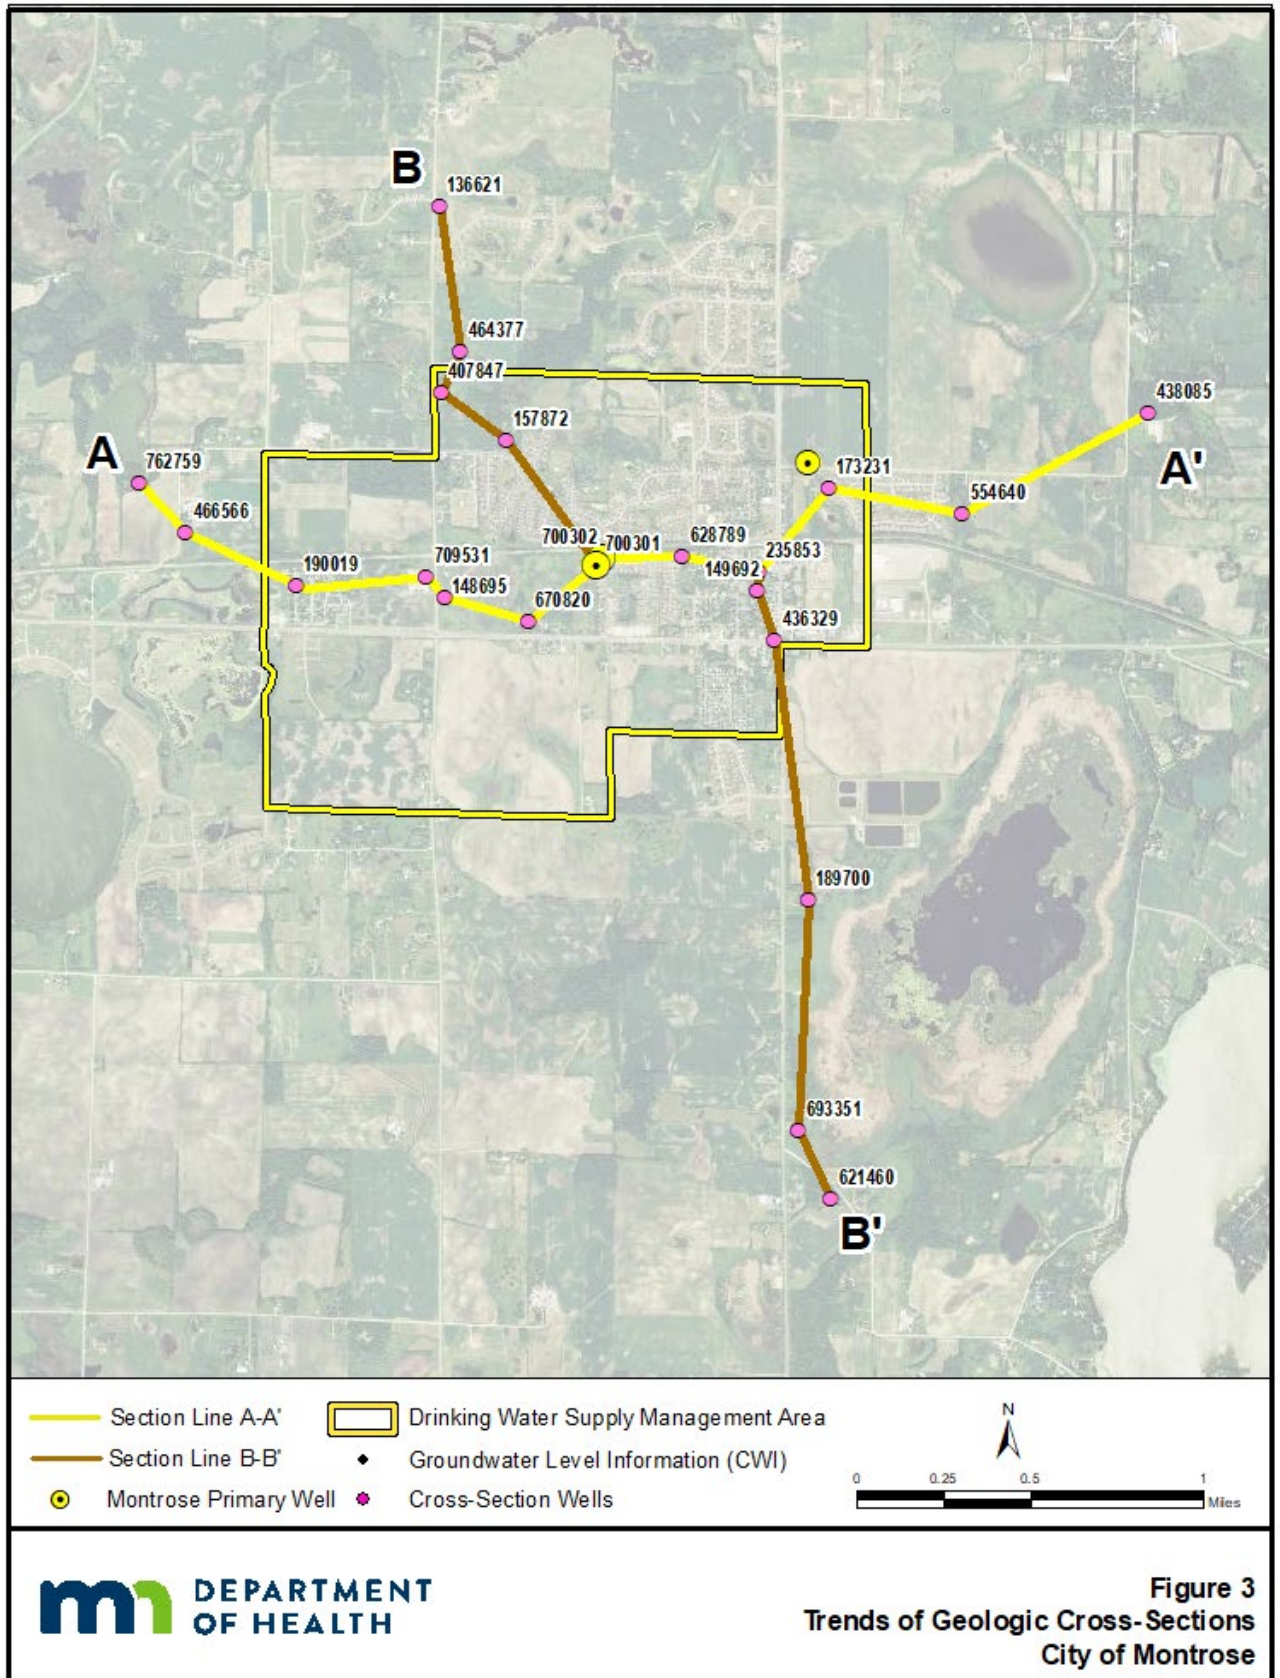 B
136621
464377
407847
157872
438085
A
762759
A'
173231
466566
554640
700302
700301
628789
235853
709531
190019
149692
148695
670820
436329
189700
693351
621460
B'
Section Line A-A'
Drinking Water Supply Management Area
Section Line B-B'
Groundwater Level Information (CWI)
Montrose Primary Well
Cross-Section Wells
N
0 0.25 0.5 1
Miles
mn DEPARTMENT
OF HEALTH
Figure 3
Trends of Geologic Cross-Sections
City of Montrose